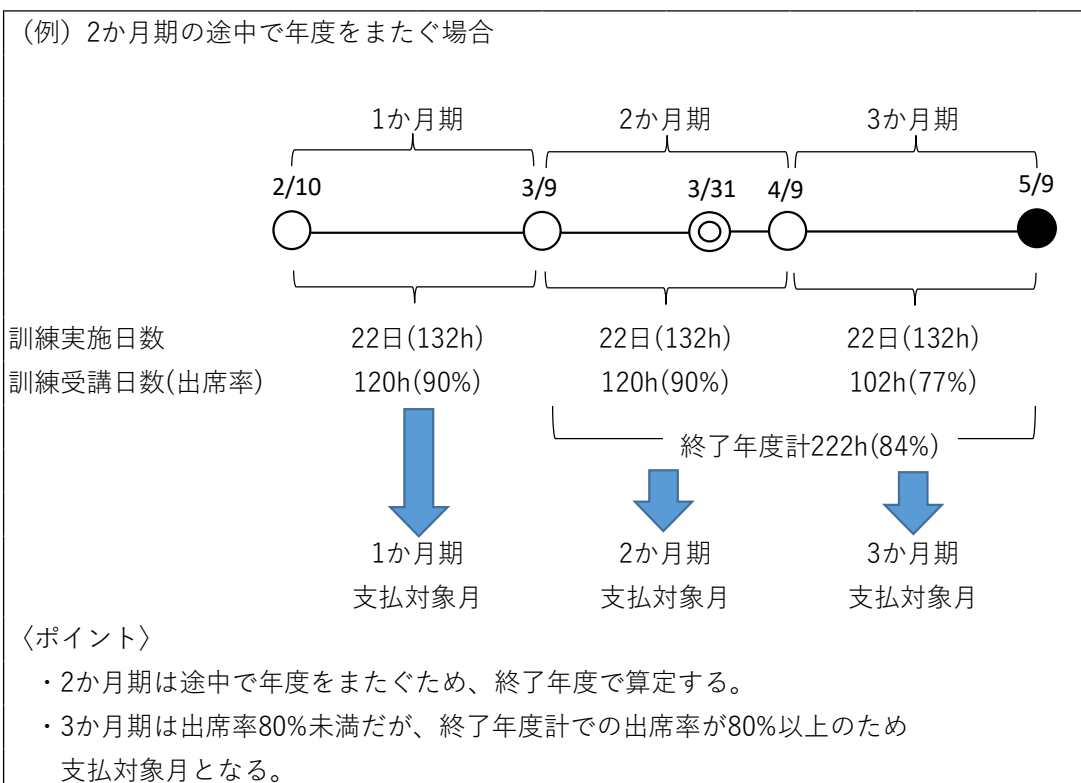 （例）2か月期の途中で年度をまたぐ場合
1か月期 2か月期 3か月期
2/10 3/9 3/31 4/9 5/9
訓練実施日数 22日(132h) 22日(132h) 22日(132h)
訓練受講日数(出席率) 120h(90%) 120h(90%) 102h(77%)
終了年度計222h(84%)
1か月期 2か月期 3か月期
支払対象月 支払対象月 支払対象月
〈ポイント〉
・2か月期は途中で年度をまたぐため、終了年度で算定する。
・3か月期は出席率80%未満だが、終了年度計での出席率が80%以上のため
支払対象月となる。